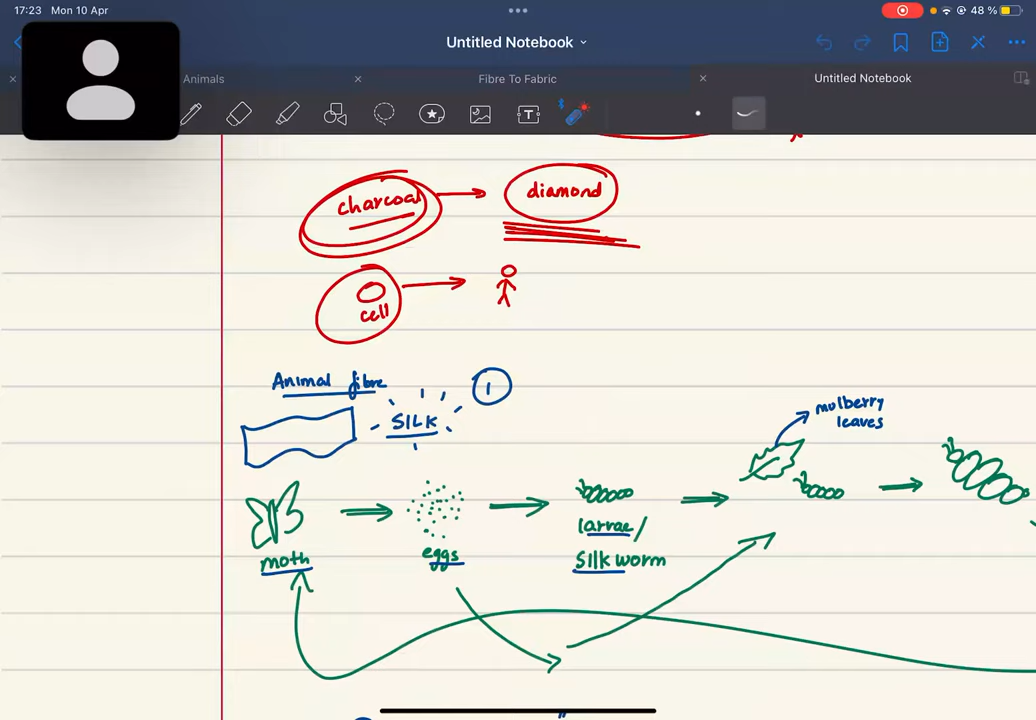 17:23 Mon 10 Apr
48 %
Untitled Notebook
Animals
Fibre To Fabric
Untitled Notebook
charcoal
diamond
cell
Animal fibre
1
SILK
mulberry
leaves
moth
eggs
larvae/
Silkworm